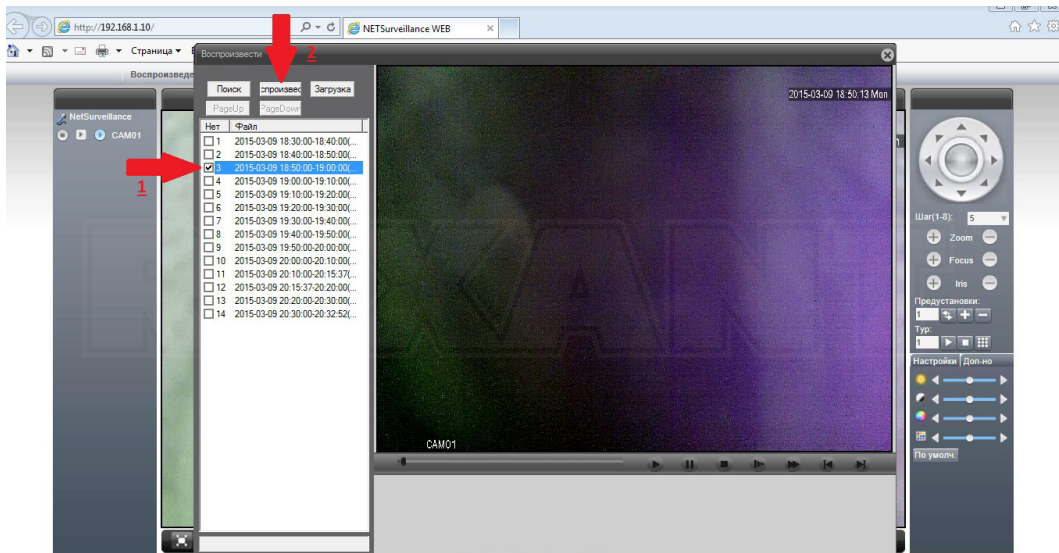 http://192.168.1.10/
NETSurveillance WEB
Страница
Воспроизведе
Воспроизвести
2
Поиск
спроизвес
Загрузка
PageUp
PageDown
2015-03-09 18:50:13 Mon
NetSurveillance
CAM01
Нет Файл
1 2015-03-09 18:30:00-18:40:00(...
2 2015-03-09 18:40:00-18:50:00(...
3 2015-03-09 18:50:00-19:00:00(...
4 2015-03-09 19:00:00-19:10:00(...
5 2015-03-09 19:10:00-19:20:00(...
6 2015-03-09 19:20:00-19:30:00(...
7 2015-03-09 19:30:00-19:40:00(...
8 2015-03-09 19:40:00-19:50:00(...
9 2015-03-09 19:50:00-20:00:00(...
10 2015-03-09 20:00:00-20:10:00(...
11 2015-03-09 20:10:00-20:15:37(...
12 2015-03-09 20:15:37-20:20:00(...
13 2015-03-09 20:20:00-20:30:00(...
14 2015-03-09 20:30:00-20:32:52(...
1
CAM01
Шаг(1-8): 5
Zoom
Focus
Iris
Предустановки:
1
Тур:
1
Настройки Доп-но
По умолч.